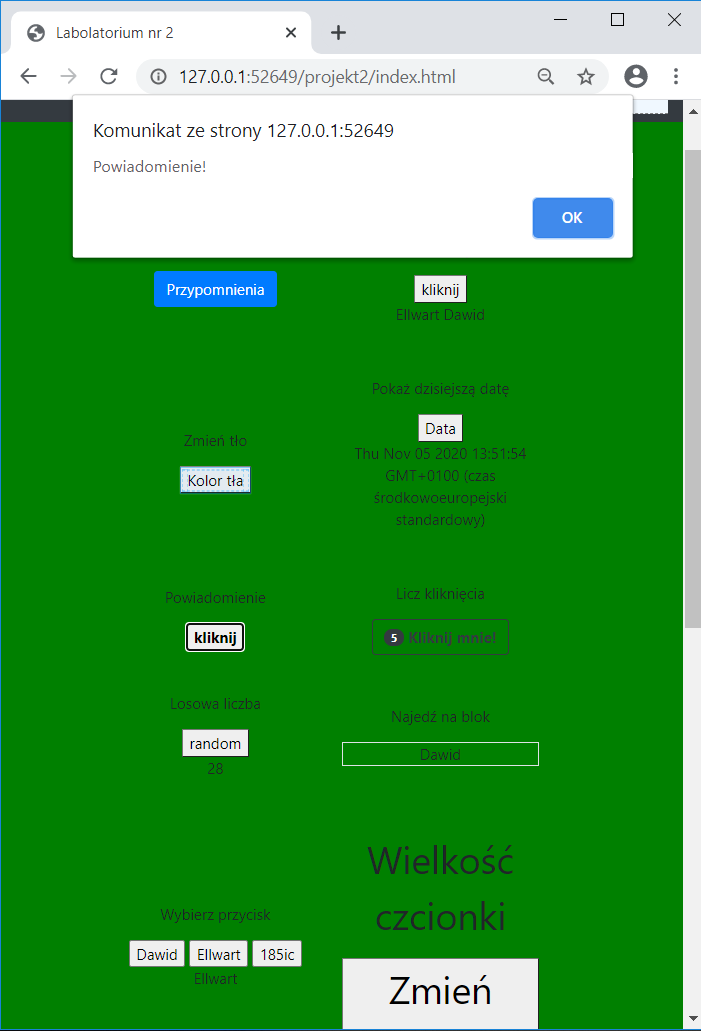 Labolatorium nr 2
127.0.0.1:52649/projekt2/index.html
Komunikat ze strony 127.0.0.1:52649
Powiadomienie!
OK
Przypomnienia
kliknij
Ellwart Dawid
Pokaż dzisiejszą datę
Data
Thu Nov 05 2020 13:51:54
GMT+0100 (czas
środkowoeuropejski
standardowy)
Zmień tło
Kolor tła
Powiadomienie
kliknij
Licz kliknięcia
5 Kliknij mnie!
Losowa liczba
random
28
Najedź na blok
Dawid
Wybierz przycisk
Dawid Ellwart 185ic
Ellwart
Wielkość
czcionki
Zmień